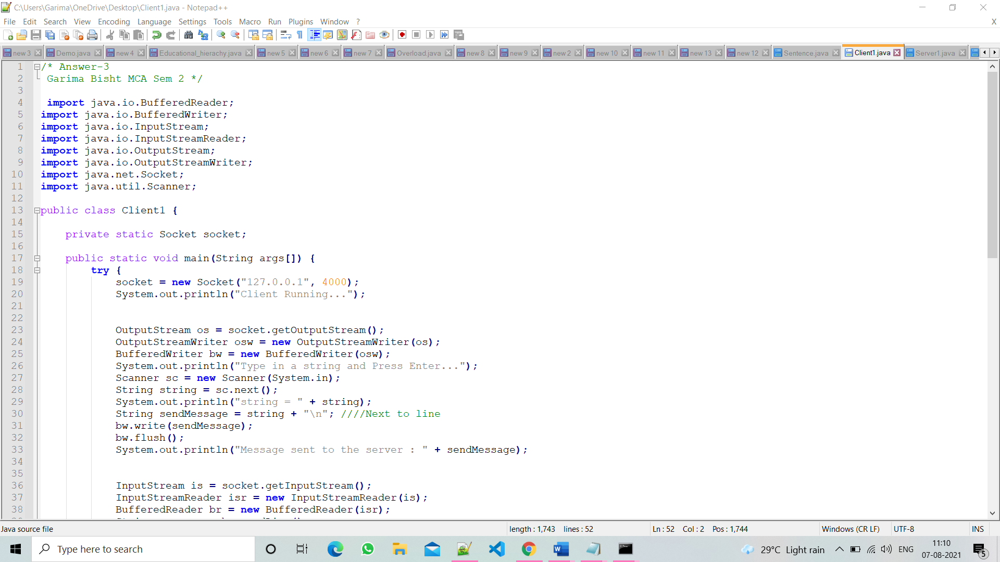 C:\Users\Garima\OneDrive\Desktop\Client1.java - Notepad++
File Edit Search View Encoding Language Settings Tools Macro Run Plugins Window ? X
new 3 Demo.java new 4 Educational_hierachy.java new 5 new 6 new 7 Overload.java new 8 new 9 new 2 new 10 new 11 new 13 new 12 Sentence.java Client1.java Server1.java
1 /* Answer-3
2 Garima Bisht MCA Sem 2 */
3
4 import java.io.BufferedReader;
5 import java.io.BufferedWriter;
6 import java.io.InputStream;
7 import java.io.InputStreamReader;
8 import java.io.OutputStream;
9 import java.io.OutputStreamWriter;
10 import java.net.Socket;
11 import java.util.Scanner;
12
13 public class Client1 {
14
15 private static Socket socket;
16
17 public static void main(String args[]) {
18 try {
19 socket = new Socket("127.0.0.1", 4000);
20 System.out.println("Client Running...");
21
22
23 OutputStream os = socket.getOutputStream();
24 OutputStreamWriter osw = new OutputStreamWriter(os);
25 BufferedWriter bw = new BufferedWriter(osw);
26 System.out.println("Type in a string and Press Enter...");
27 Scanner sc = new Scanner(System.in);
28 String string = sc.next();
29 System.out.println("string = " + string);
30 String sendMessage = string + "\n"; ////Next to line
31 bw.write(sendMessage);
32 bw.flush();
33 System.out.println("Message sent to the server : " + sendMessage);
34
35
36 InputStream is = socket.getInputStream();
37 InputStreamReader isr = new InputStreamReader(is);
38 BufferedReader br = new BufferedReader(isr);
Java source file length : 1,743 lines : 52 Ln : 52 Col : 2 Pos : 1,744 Windows (CR LF) UTF-8 INS
Type here to search 29°C Light rain ENG 11:10
07-08-2021 5